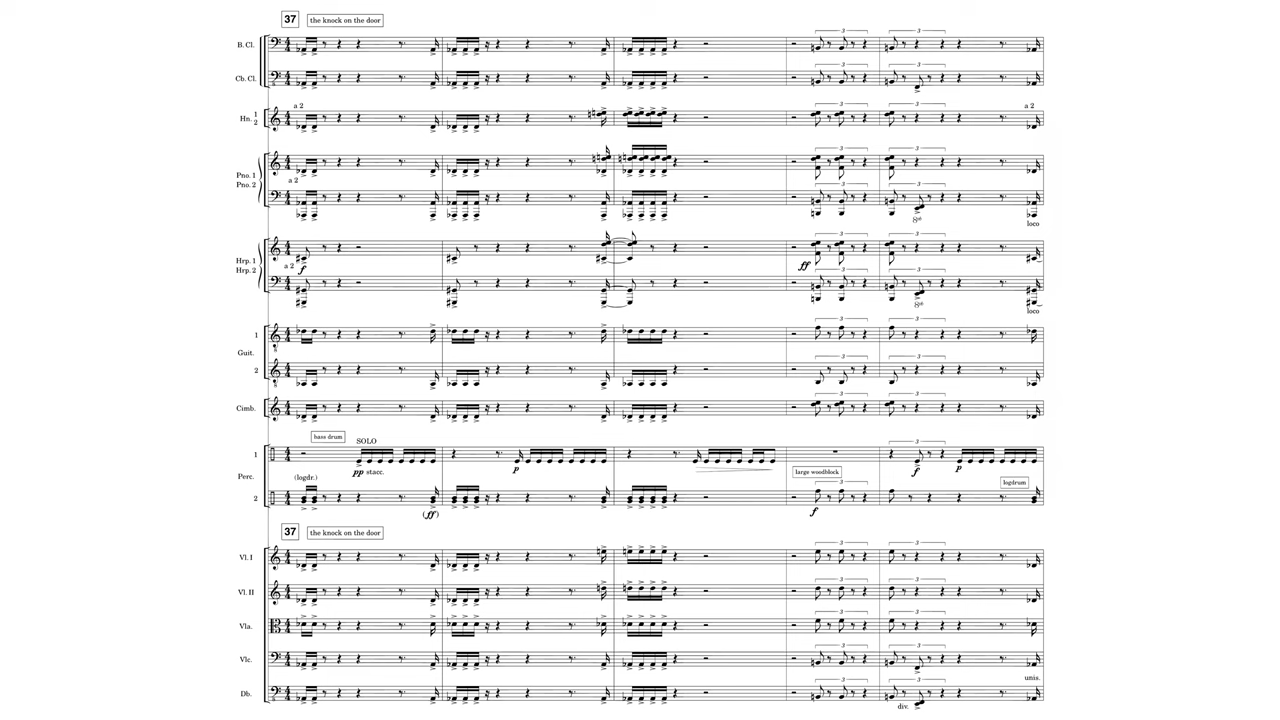 37 the knock on the door
B. Cl.
Cb. Cl.
a 2 a 2
Hn. 1
2
Pno. 1
Pno. 2
a 2
8va
loco
Hrp. 1
Hrp. 2
a 2
f ff
8va
loco
1
Guit.
2
Cimb.
bass drum SOLO
1
pp stacc. p f p
Perc.
(logdr.) large woodblock logdrum
2
(ff) f
37 the knock on the door
Vl. I
Vl. II
Vla.
Vlc.
unis.
Db.
div.